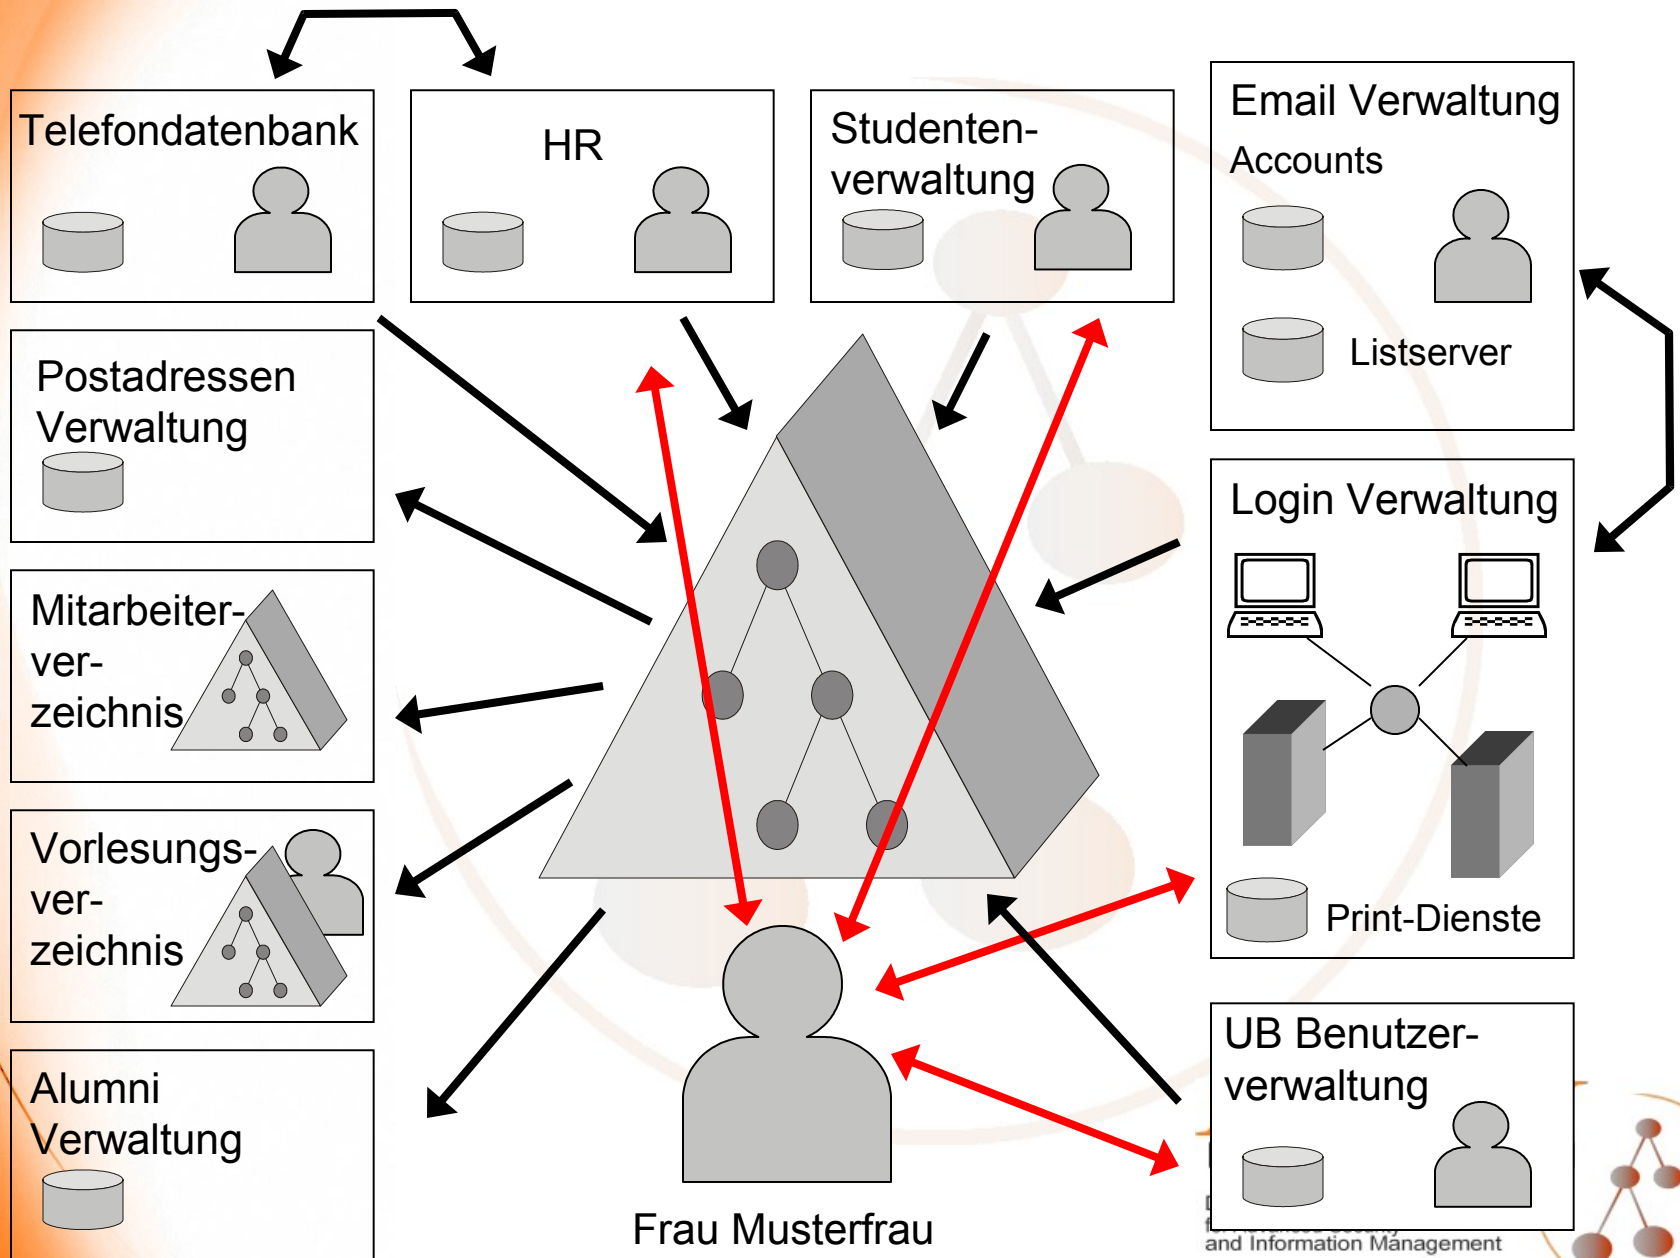 Telefondatenbank
HR
Studenten-
verwaltung
Email Verwaltung
Accounts
Listserver
Postadressen
Verwaltung
Login Verwaltung
Print-Dienste
Mitarbeiter-
ver-
zeichnis
Vorlesungs-
ver-
zeichnis
Alumni
Verwaltung
UB Benutzer-
verwaltung
Frau Musterfrau
and Information Management